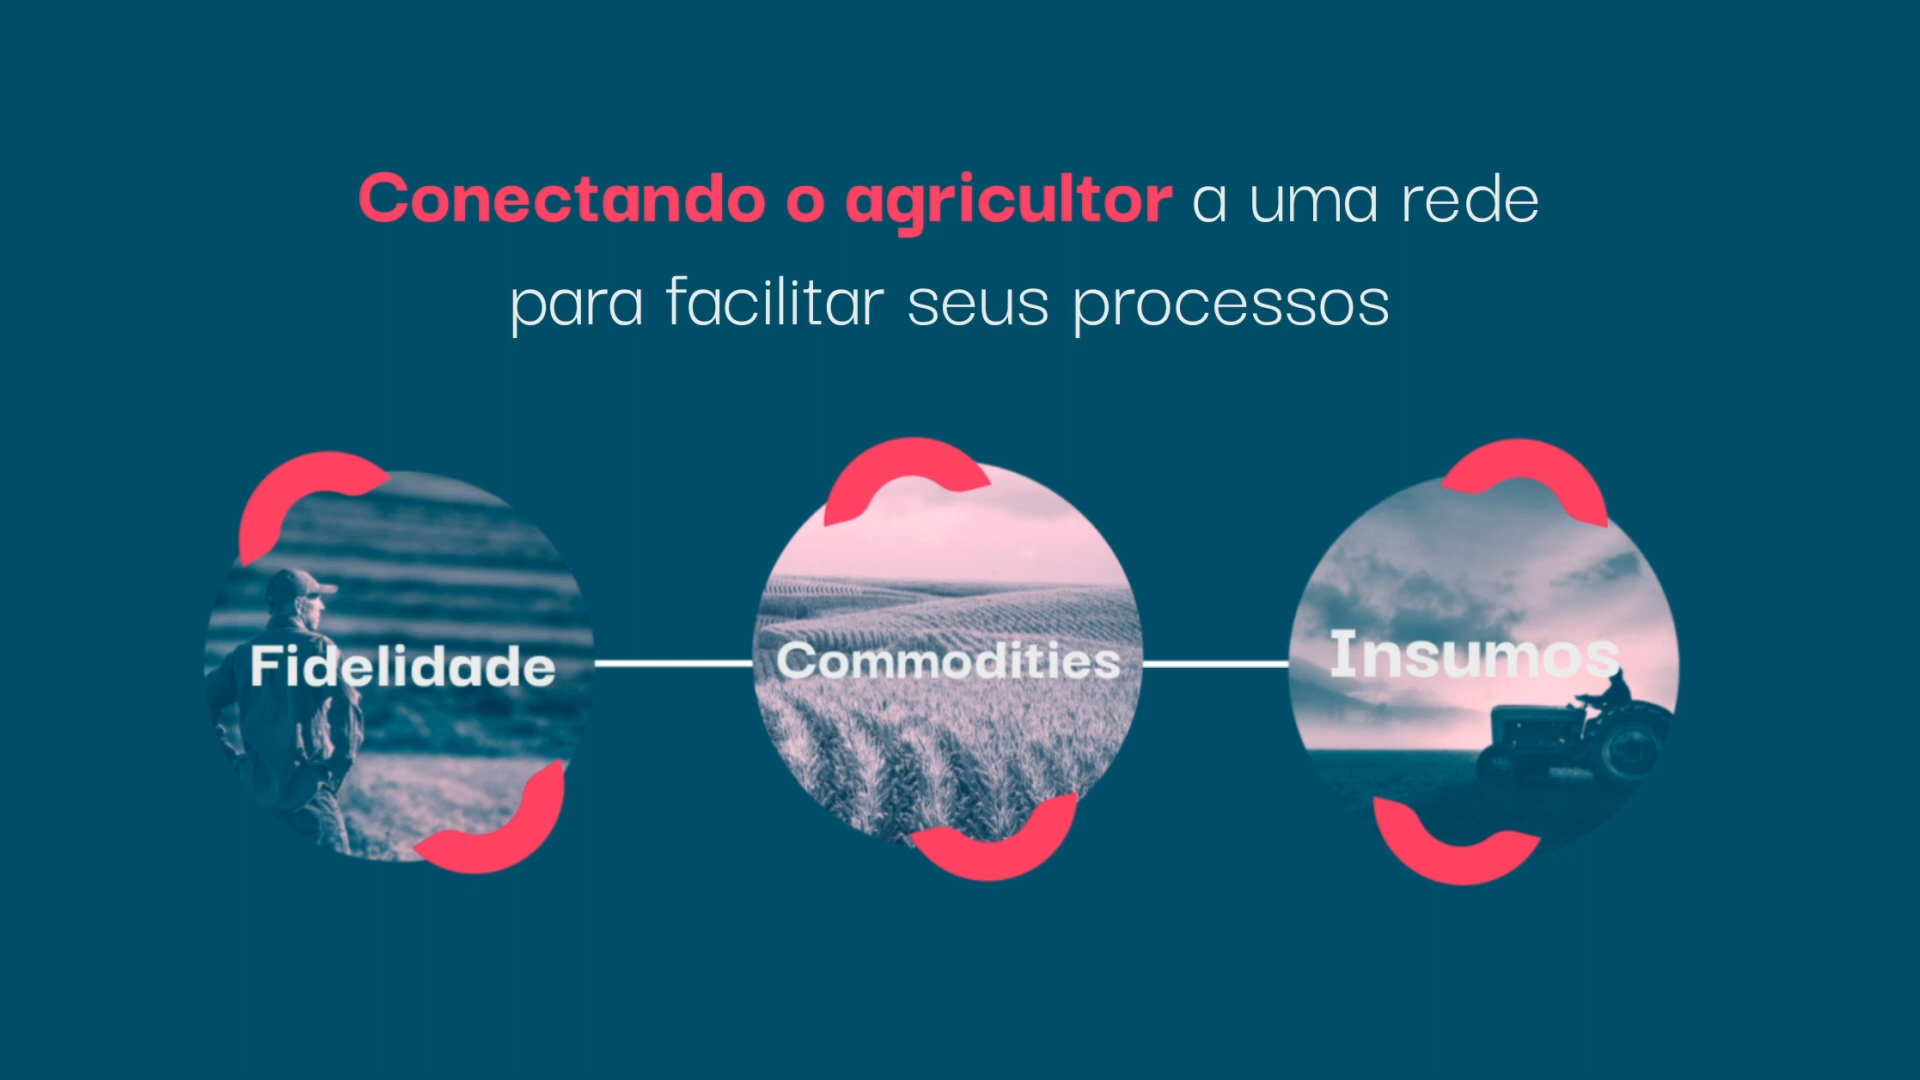 Conectando o agricultor a uma rede
para facilitar seus processos
Fidelidade
Commodities
Insumos